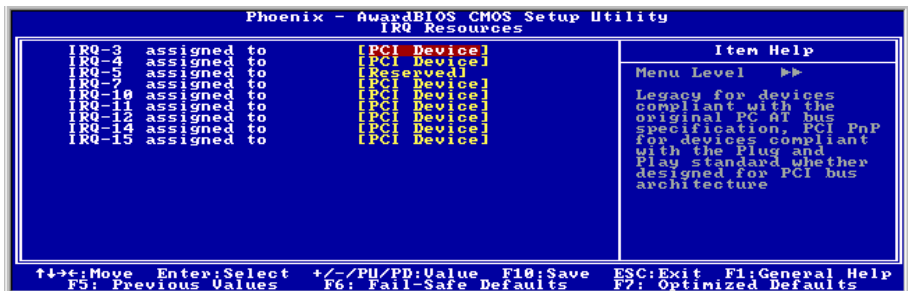 Phoenix - AwardBIOS CMOS Setup Utility
IRQ Resources
IRQ-3 assigned to [PCI Device]
IRQ-4 assigned to [PCI Device]
IRQ-5 assigned to [Reserved]
IRQ-7 assigned to [PCI Device]
IRQ-10 assigned to [PCI Device]
IRQ-11 assigned to [PCI Device]
IRQ-12 assigned to [PCI Device]
IRQ-14 assigned to [PCI Device]
IRQ-15 assigned to [PCI Device]
Item Help
Menu Level ▶▶
Legacy for devices
compliant with the
original PC AT bus
specification, PCI PnP
for devices compliant
with the Plug and
Play standard whether
designed for PCI bus
architecture
↑↓→←:Move Enter:Select +/-/PU/PD:Value F10:Save ESC:Exit F1:General Help
F5: Previous Values F6: Fail-Safe Defaults F7: Optimized Defaults